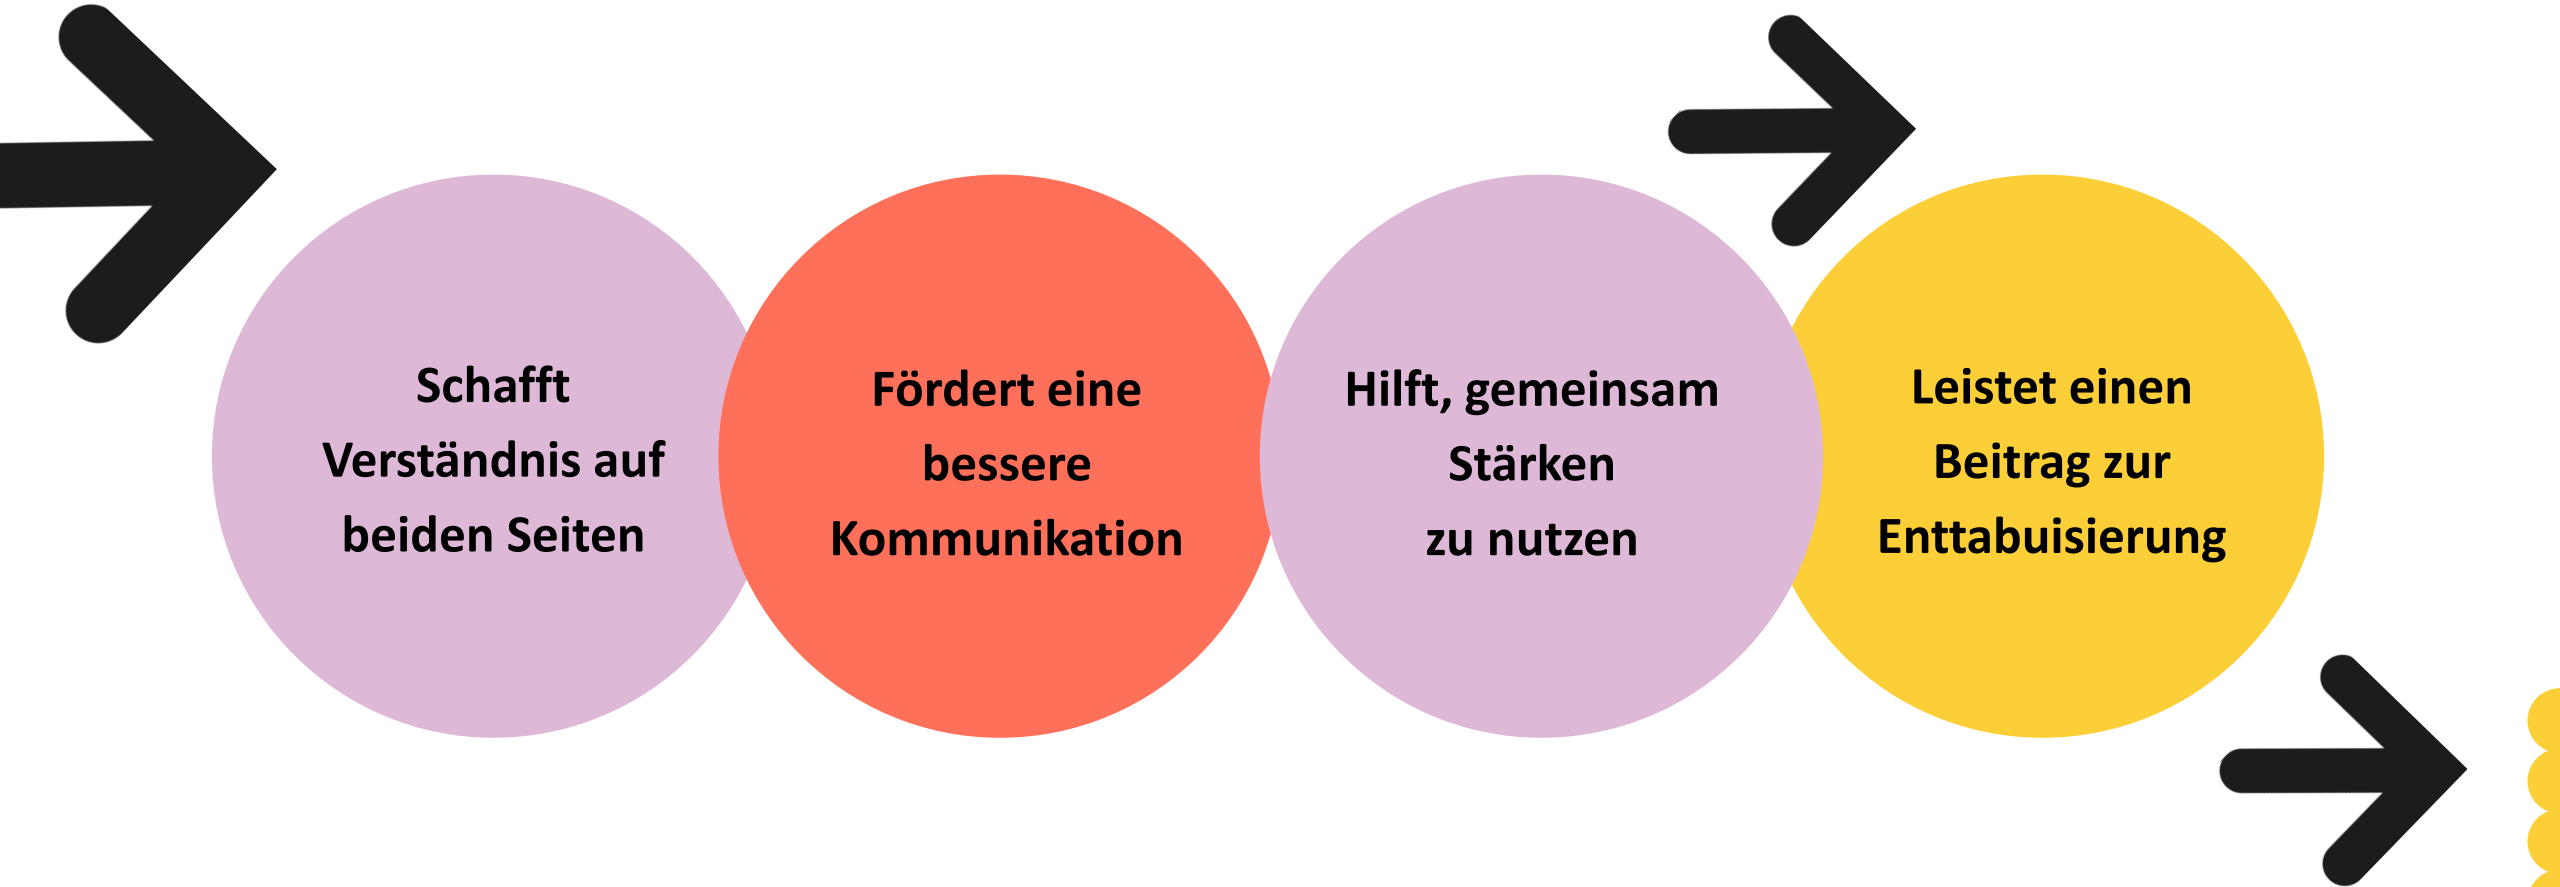 Schafft
Verständnis auf
beiden Seiten
Fördert eine
bessere
Kommunikation
Hilft, gemeinsam
Stärken
zu nutzen
Leistet einen
Beitrag zur
Enttabuisierung